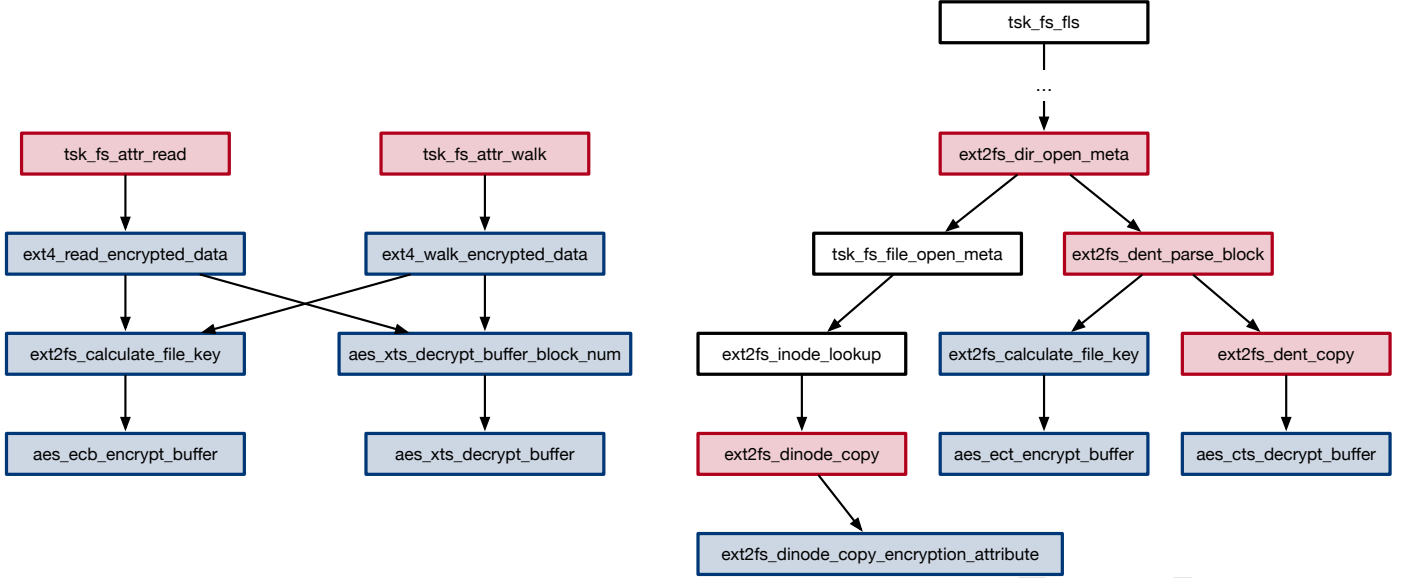 tsk_fs_fls
...
tsk_fs_attr_read
tsk_fs_attr_walk
ext2fs_dir_open_meta
ext4_read_encrypted_data
ext4_walk_encrypted_data
tsk_fs_file_open_meta
ext2fs_dent_parse_block
ext2fs_calculate_file_key
aes_xts_decrypt_buffer_block_num
ext2fs_inode_lookup
ext2fs_calculate_file_key
ext2fs_dent_copy
aes_ecb_encrypt_buffer
aes_xts_decrypt_buffer
ext2fs_dinode_copy
aes_ect_encrypt_buffer
aes_cts_decrypt_buffer
ext2fs_dinode_copy_encryption_attribute